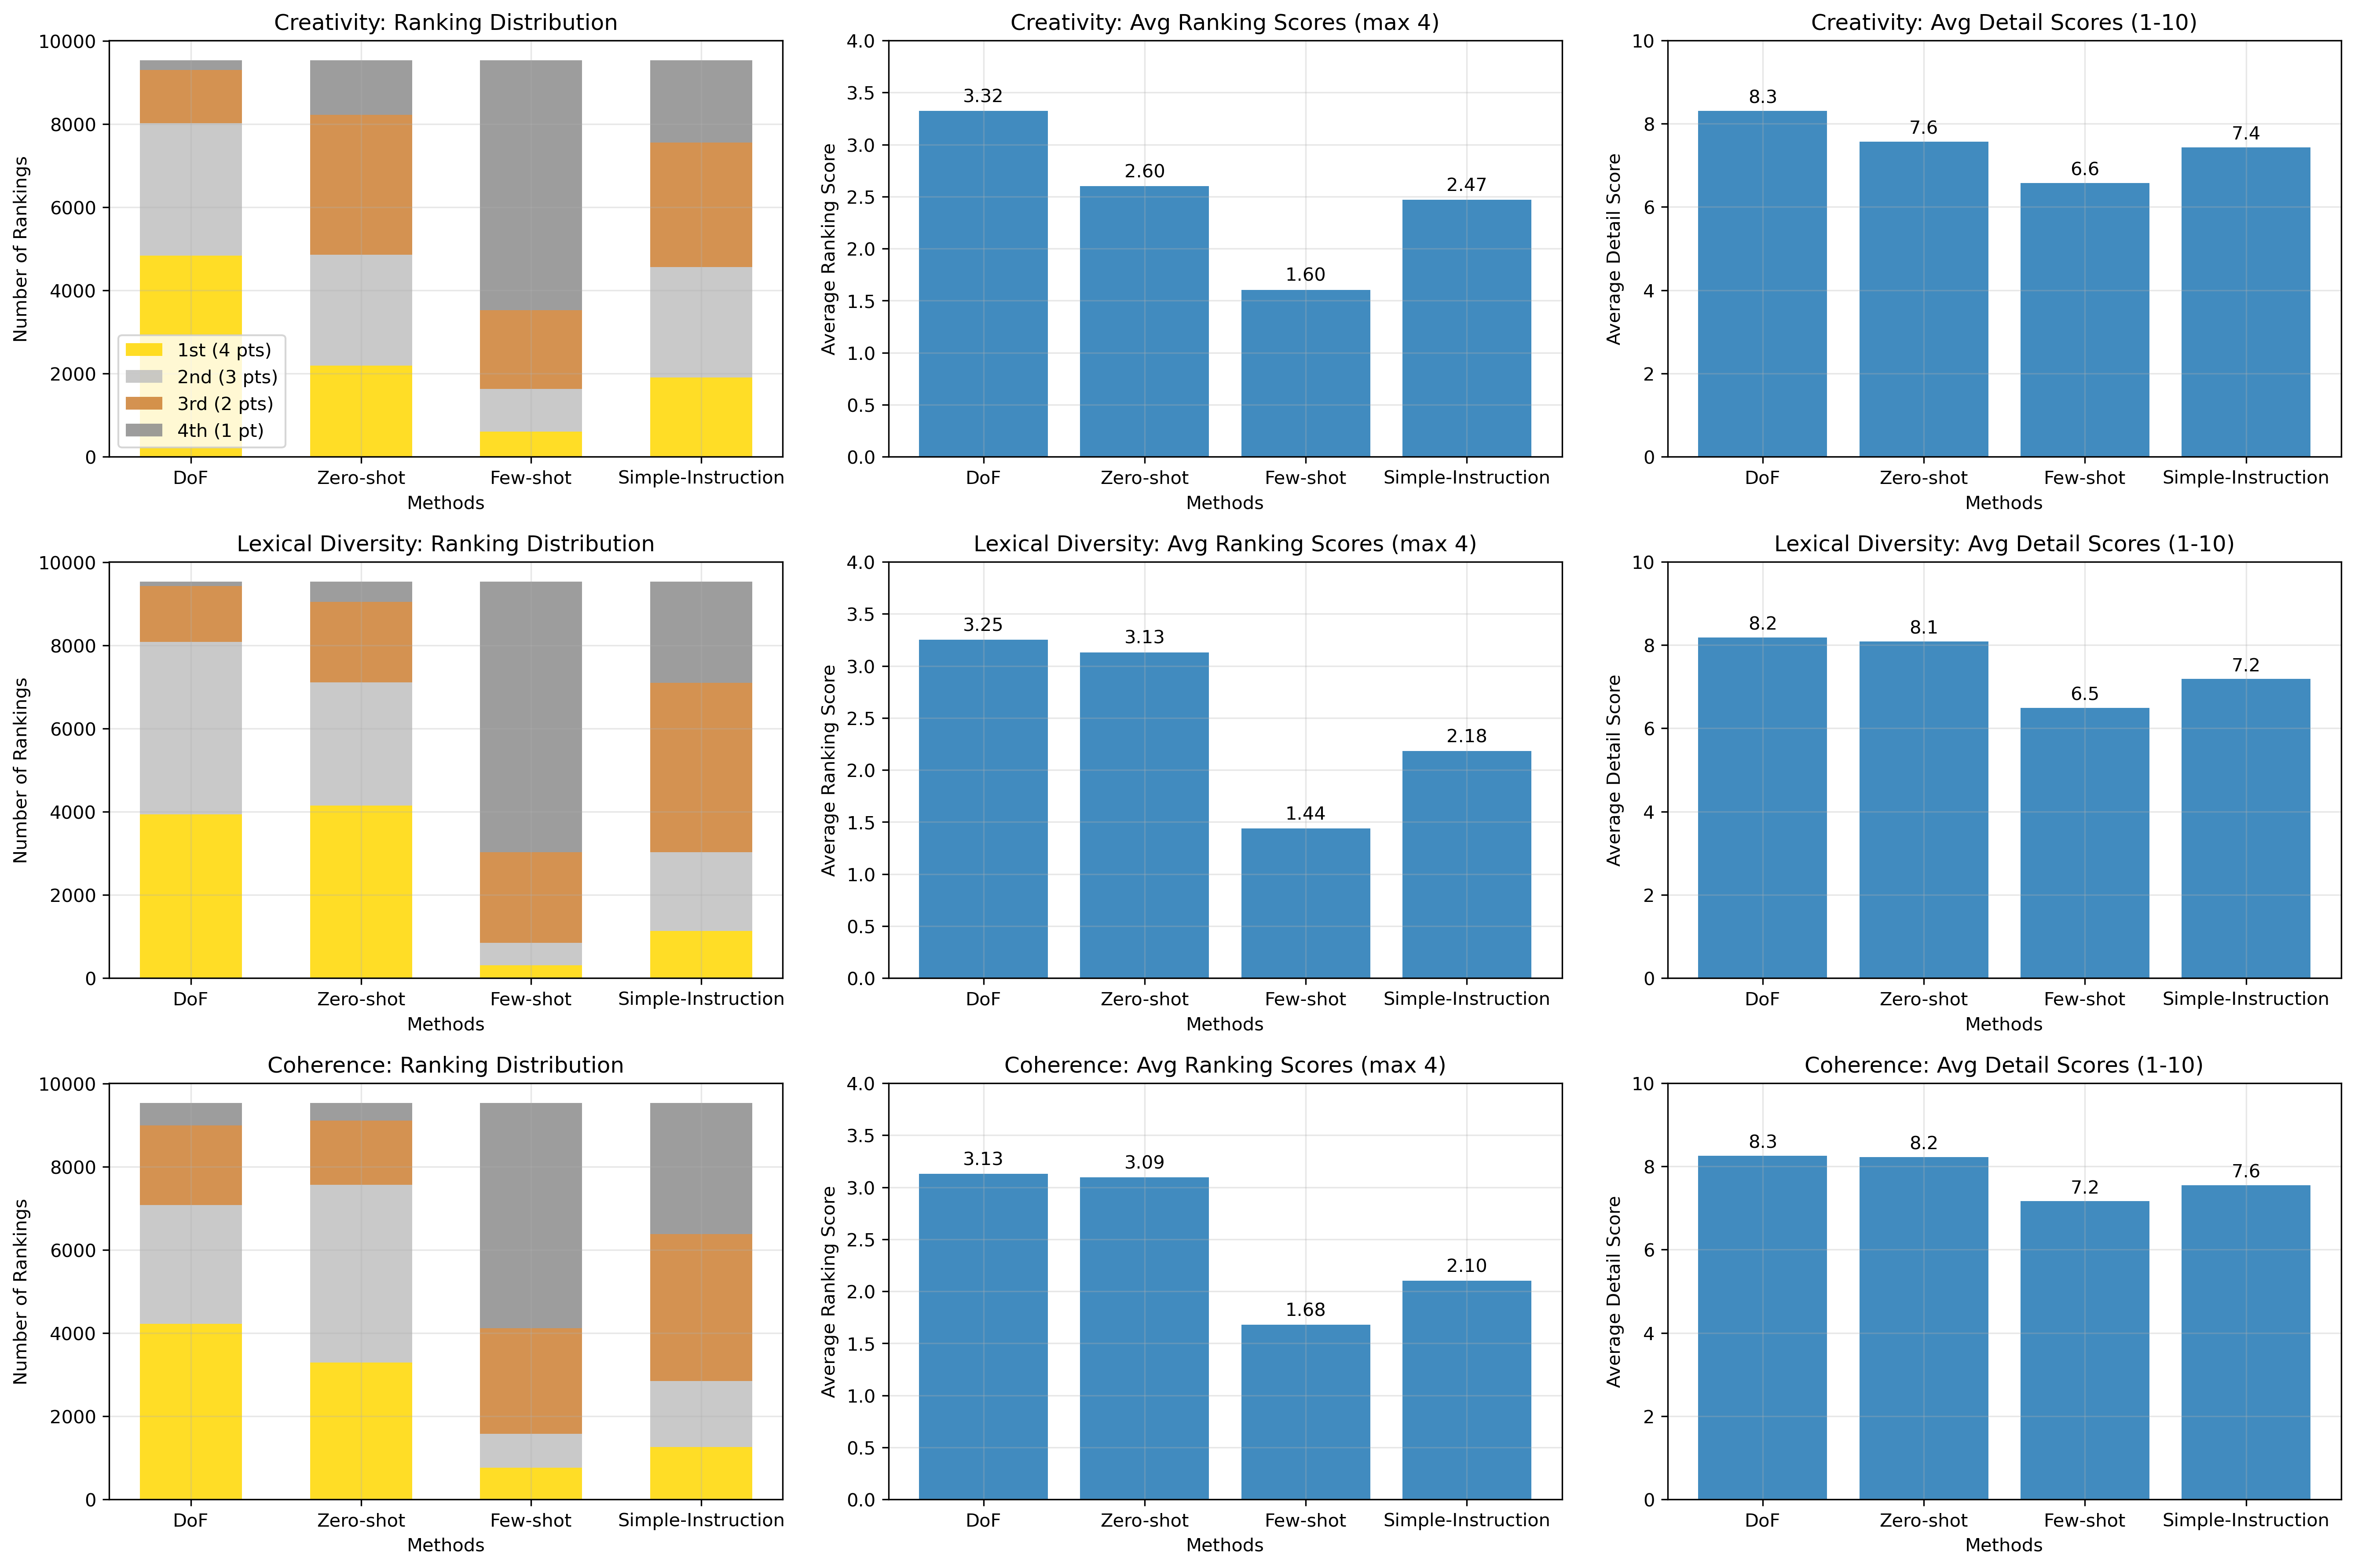 Creativity: Ranking Distribution
Number of Rankings
10000
8000
6000
4000
2000
0
1st (4 pts)
2nd (3 pts)
3rd (2 pts)
4th (1 pt)
DoF Zero-shot Few-shot Simple-Instruction
Methods
Creativity: Avg Ranking Scores (max 4)
Average Ranking Score
4.0
3.5
3.0
2.5
2.0
1.5
1.0
0.5
0.0
3.32
2.60
1.60
2.47
DoF Zero-shot Few-shot Simple-Instruction
Methods
Creativity: Avg Detail Scores (1-10)
Average Detail Score
10
8
6
4
2
0
8.3
7.6
6.6
7.4
DoF Zero-shot Few-shot Simple-Instruction
Methods
Lexical Diversity: Ranking Distribution
Number of Rankings
10000
8000
6000
4000
2000
0
DoF Zero-shot Few-shot Simple-Instruction
Methods
Lexical Diversity: Avg Ranking Scores (max 4)
Average Ranking Score
4.0
3.5
3.0
2.5
2.0
1.5
1.0
0.5
0.0
3.25
3.13
1.44
2.18
DoF Zero-shot Few-shot Simple-Instruction
Methods
Lexical Diversity: Avg Detail Scores (1-10)
Average Detail Score
10
8
6
4
2
0
8.2
8.1
6.5
7.2
DoF Zero-shot Few-shot Simple-Instruction
Methods
Coherence: Ranking Distribution
Number of Rankings
10000
8000
6000
4000
2000
0
DoF Zero-shot Few-shot Simple-Instruction
Methods
Coherence: Avg Ranking Scores (max 4)
Average Ranking Score
4.0
3.5
3.0
2.5
2.0
1.5
1.0
0.5
0.0
3.13
3.09
1.68
2.10
DoF Zero-shot Few-shot Simple-Instruction
Methods
Coherence: Avg Detail Scores (1-10)
Average Detail Score
10
8
6
4
2
0
8.3
8.2
7.2
7.6
DoF Zero-shot Few-shot Simple-Instruction
Methods